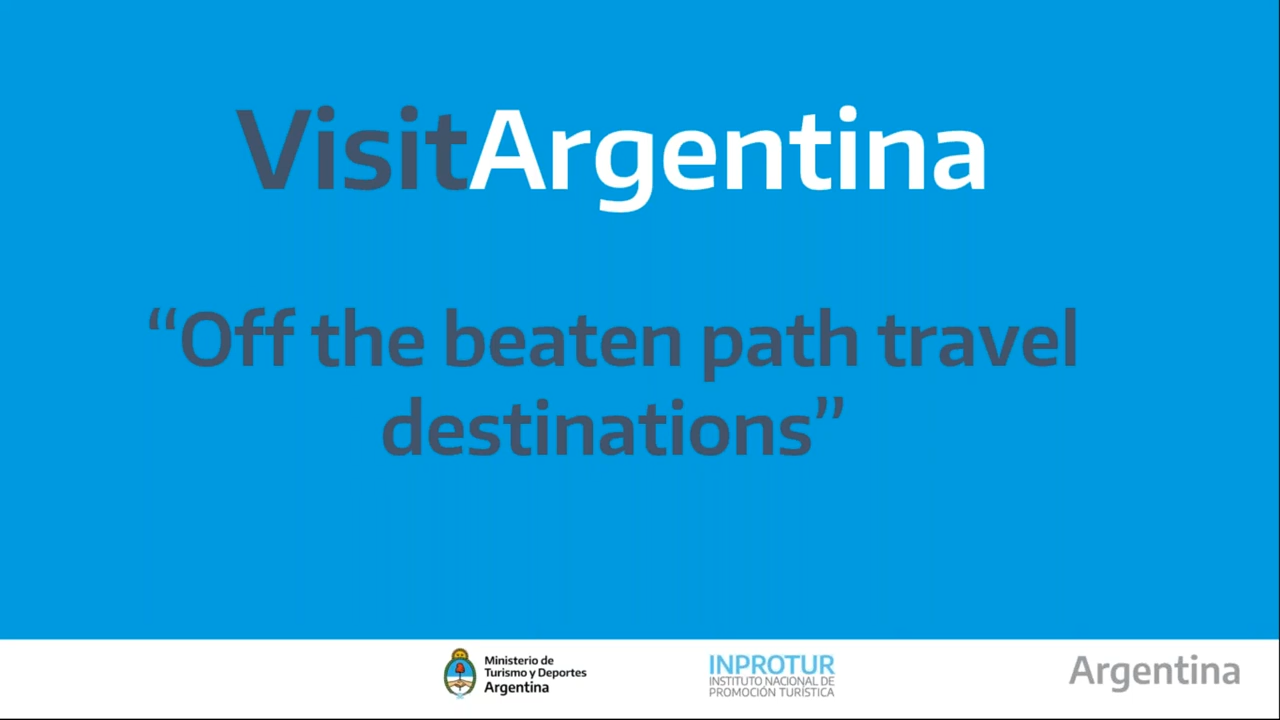 VisitArgentina
“Off the beaten path travel
destinations”
Ministerio de
Turismo y Deportes
Argentina
INPROTUR
INSTITUTO NACIONAL DE
PROMOCIÓN TURÍSTICA
Argentina